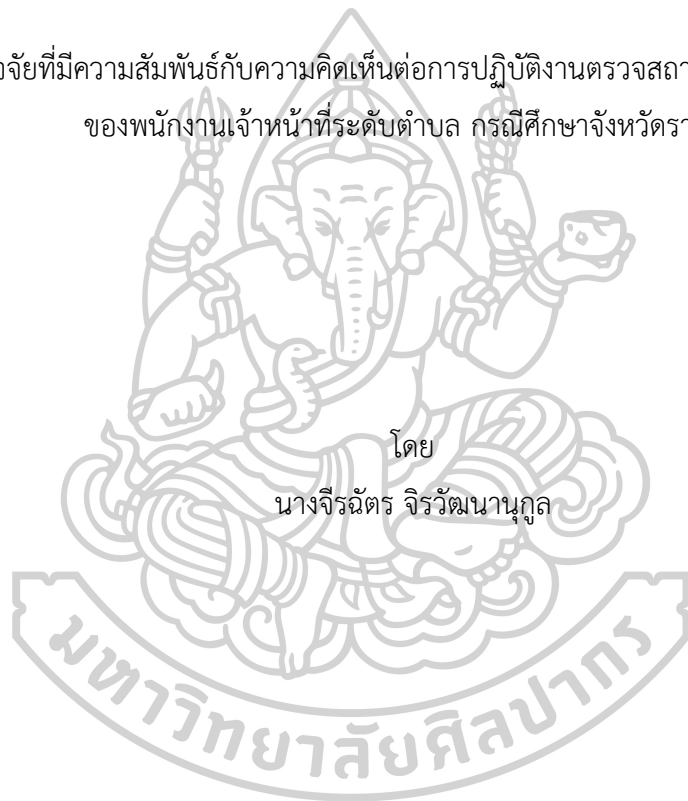 จจัยที่มีความสัมพันธ์กับความคิดเห็นต่อการปฏิบัติงานตรวจสถา
ของพนักงานเจ้าหน้าที่ระดับตำบล กรณีศึกษาจังหวัดรา
โดย
นางจีรฉัตร จิรวัฒนานุกูล
มหาวิทยาลัยศิลปากร